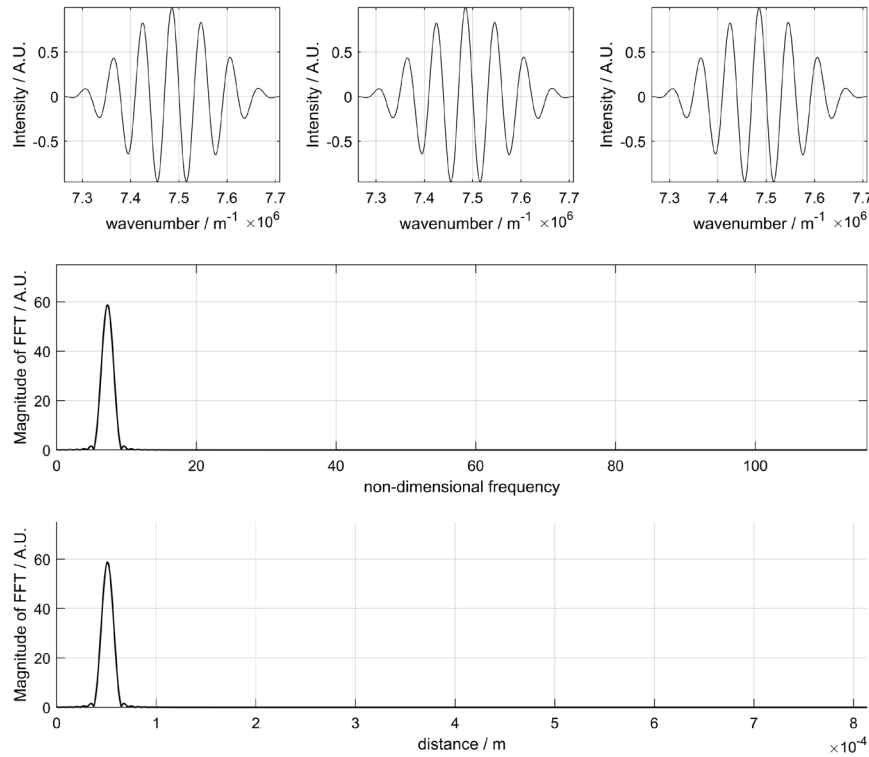 Intensity / A.U.
0.5
0
-0.5
7.3 7.4 7.5 7.6 7.7
wavenumber / m⁻¹ ×10⁶
Intensity / A.U.
0.5
0
-0.5
7.3 7.4 7.5 7.6 7.7
wavenumber / m⁻¹ ×10⁶
Intensity / A.U.
0.5
0
-0.5
7.3 7.4 7.5 7.6 7.7
wavenumber / m⁻¹ ×10⁶
Magnitude of FFT / A.U.
60
40
20
0
0 20 40 60 80 100
non-dimensional frequency
Magnitude of FFT / A.U.
60
40
20
0
0 1 2 3 4 5 6 7 8
×10⁻⁴
distance / m